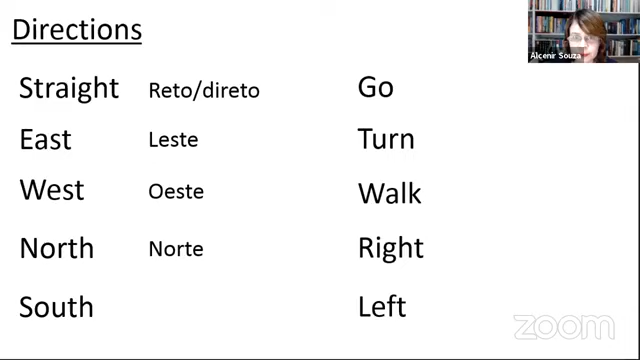 Directions
Alcenir Souza
Straight Reto/direto Go
East Leste Turn
West Oeste Walk
North Norte Right
South Left
zoom